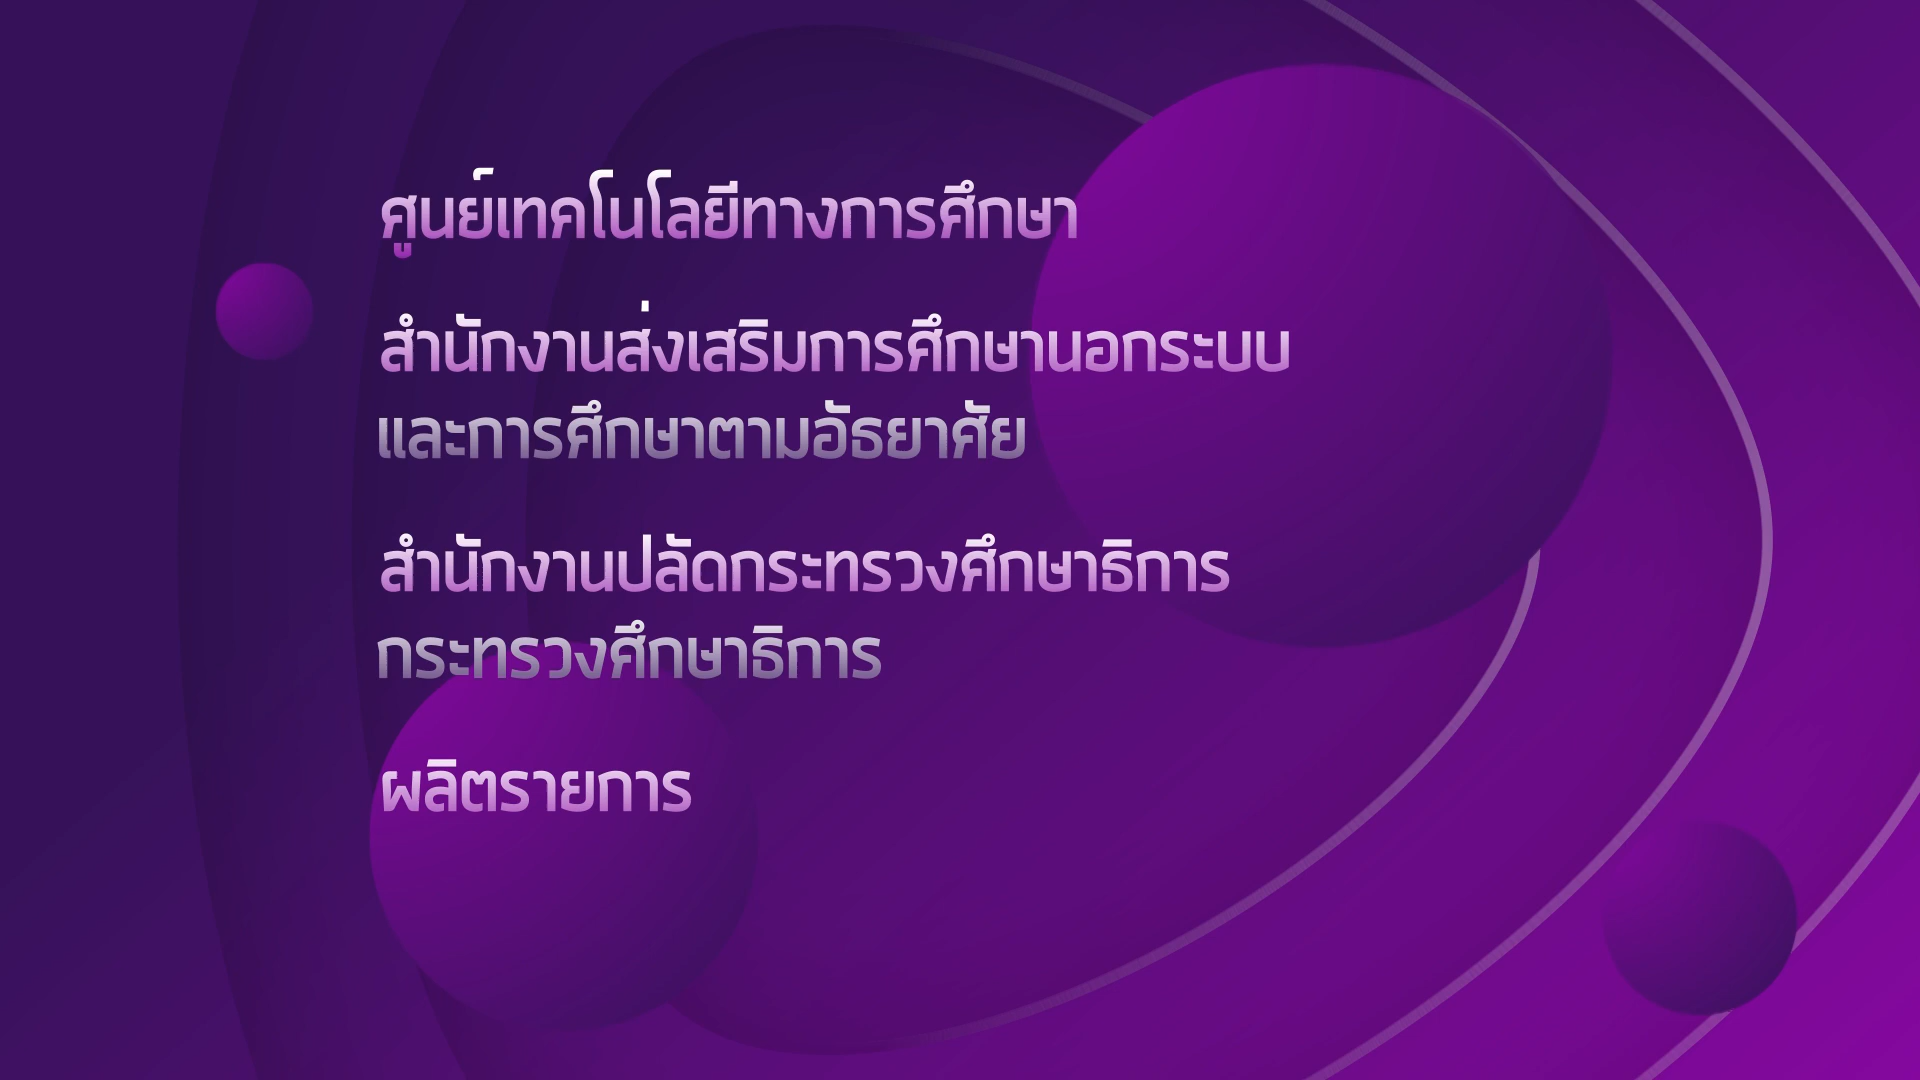 ศูนย์เทคโนโลยีทางการศึกษา
สำนักงานส่งเสริมการศึกษานอกระบบ
และการศึกษาตามอัธยาศัย
สำนักงานปลัดกระทรวงศึกษาธิการ
กระทรวงศึกษาธิการ
ผลิตรายการ